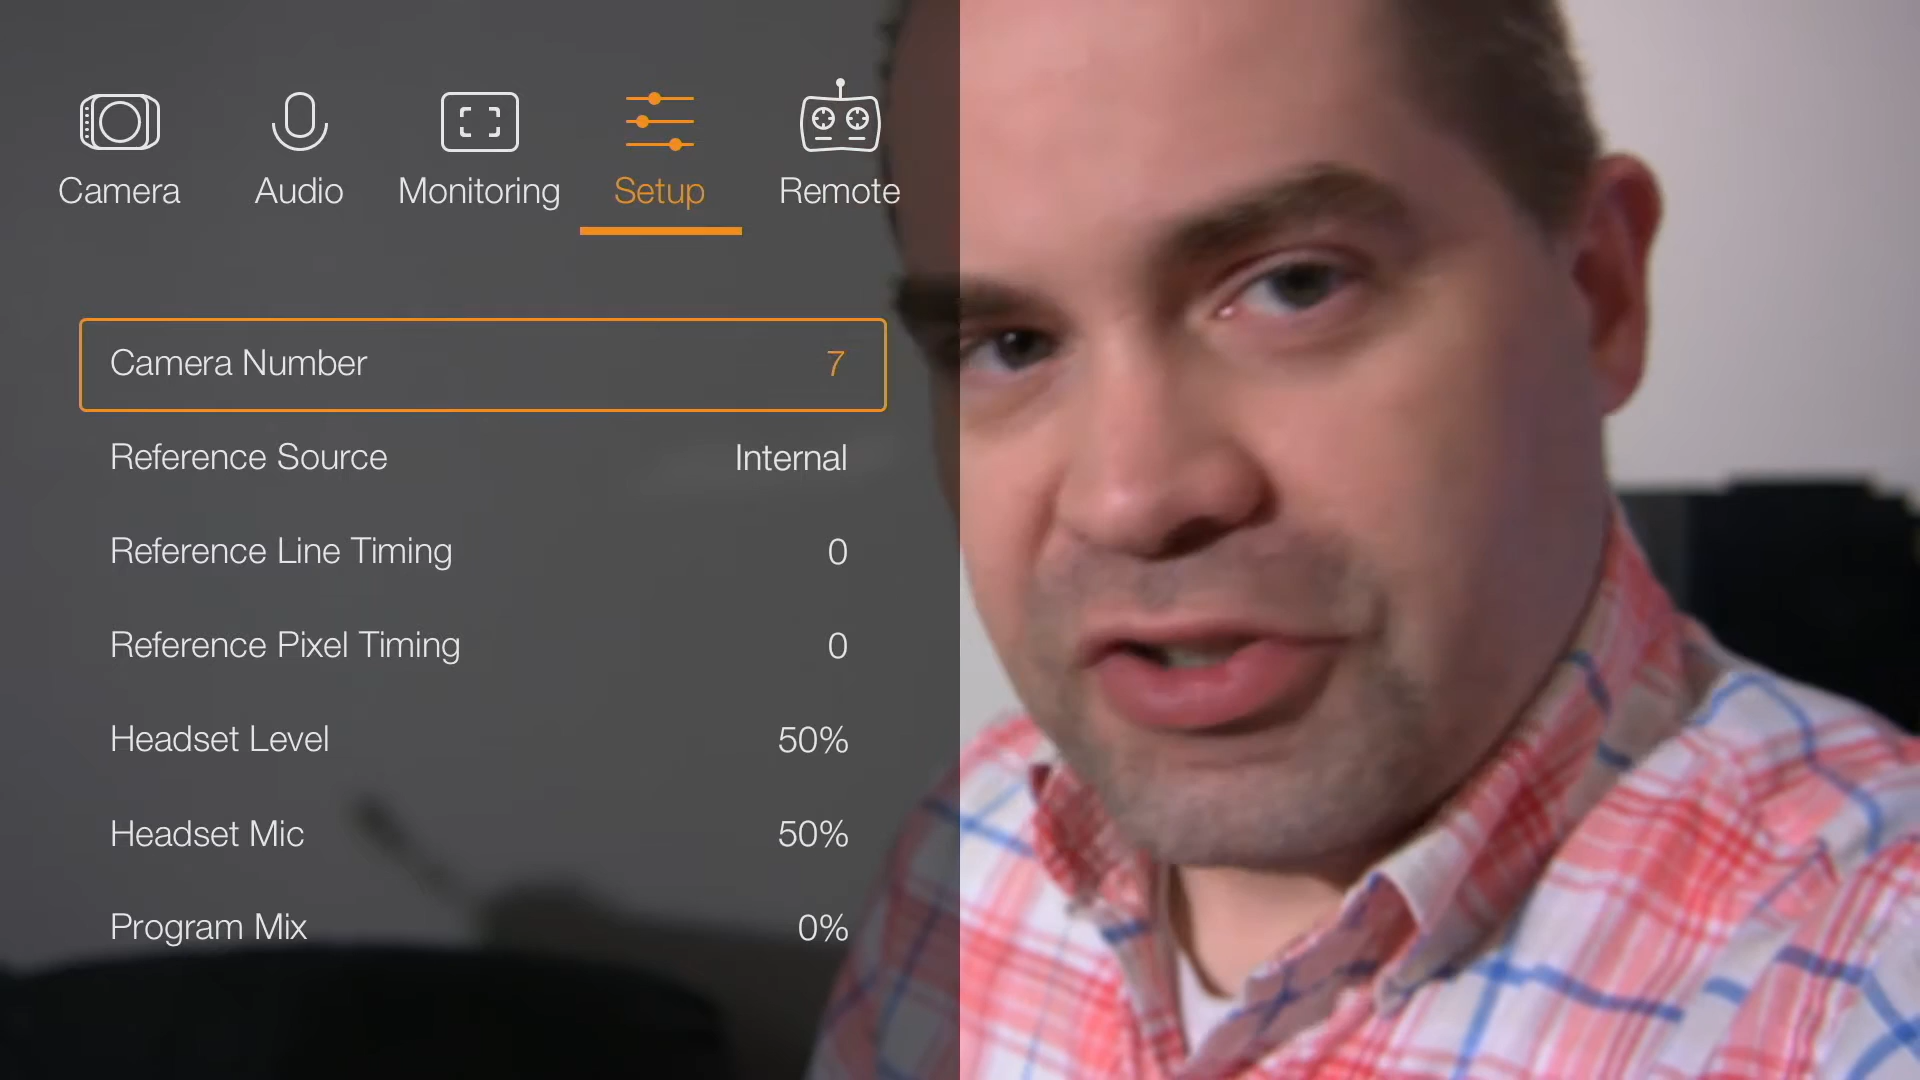 Camera Audio Monitoring Setup Remote
Camera Number 7
Reference Source Internal
Reference Line Timing 0
Reference Pixel Timing 0
Headset Level 50%
Headset Mic 50%
Program Mix 0%